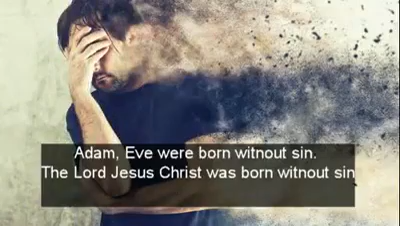 Adam, Eve were born witnout sin.
The Lord Jesus Christ was born witnout sin